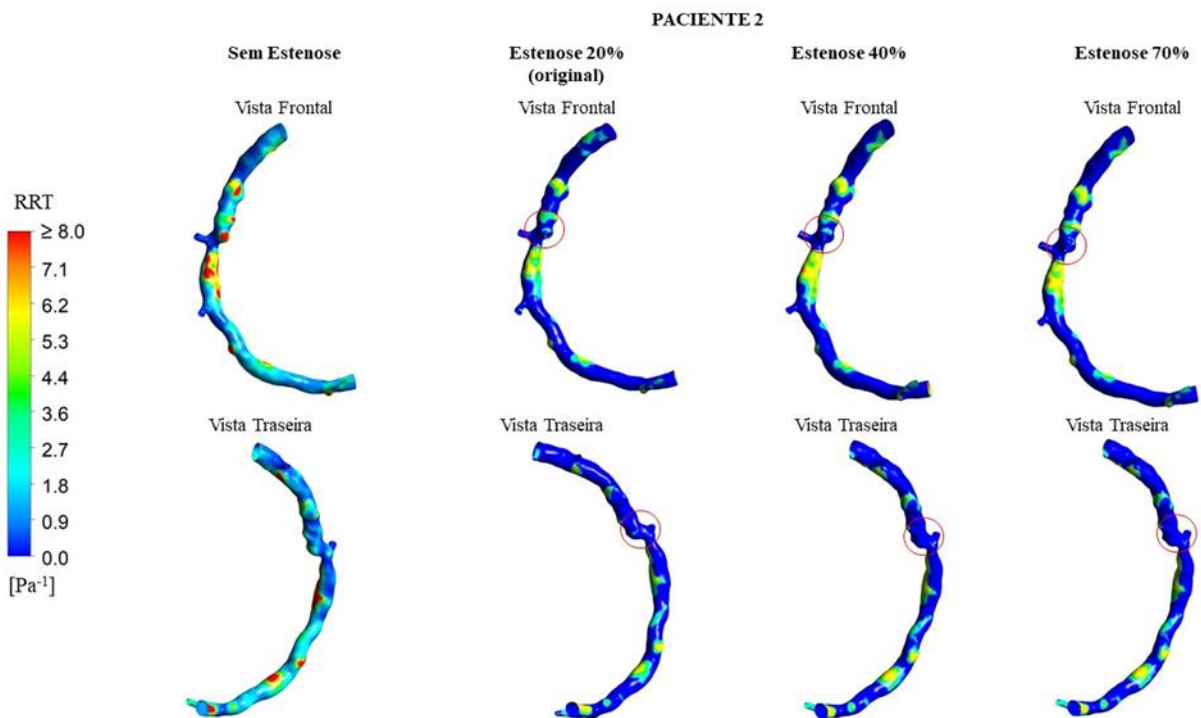 PACIENTE 2
Sem Estenose
Estenose 20%
(original)
Estenose 40%
Estenose 70%
Vista Frontal
Vista Frontal
Vista Frontal
Vista Frontal
RRT
≥ 8.0
7.1
6.2
5.3
4.4
3.6
2.7
1.8
0.9
0.0
[Pa⁻¹]
Vista Traseira
Vista Traseira
Vista Traseira
Vista Traseira